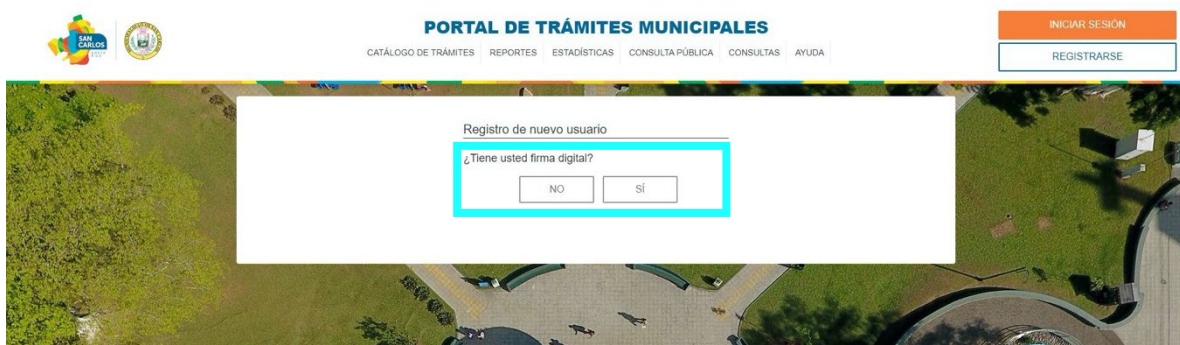 SAN
CARLOS
PORTAL DE TRÁMITES MUNICIPALES
CATÁLOGO DE TRÁMITES REPORTES ESTADÍSTICAS CONSULTA PÚBLICA CONSULTAS AYUDA
INICIAR SESIÓN
REGISTRARSE
Registro de nuevo usuario
¿Tiene usted firma digital?
NO SÍ